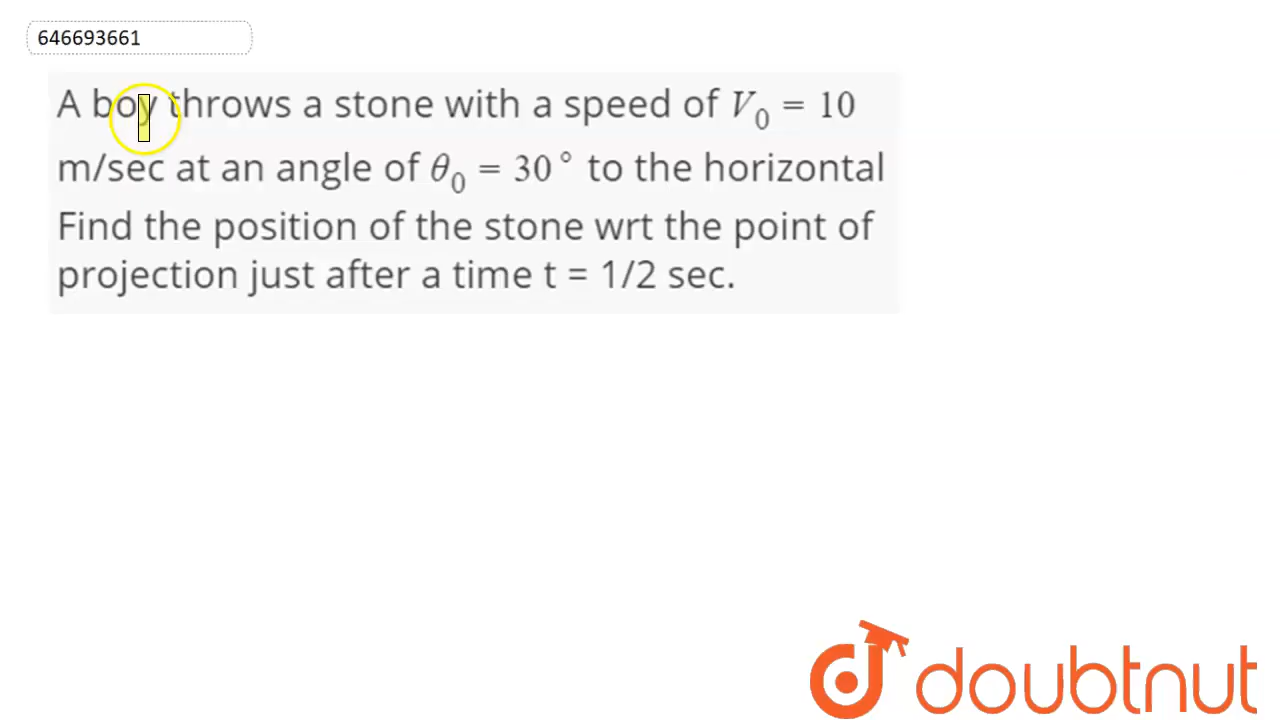 646693661
A boy throws a stone with a speed of V₀ = 10
m/sec at an angle of θ₀ = 30° to the horizontal
Find the position of the stone wrt the point of
projection just after a time t = 1/2 sec.
doubtnut